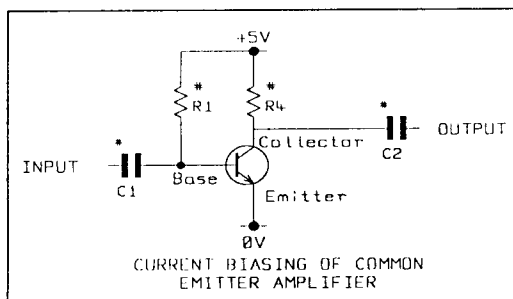 +5V
* *
R1 R4
*
Collector
OUTPUT
INPUT
*
C2
C1
Base
Emitter
0V
CURRENT BIASING OF COMMON
EMITTER AMPLIFIER